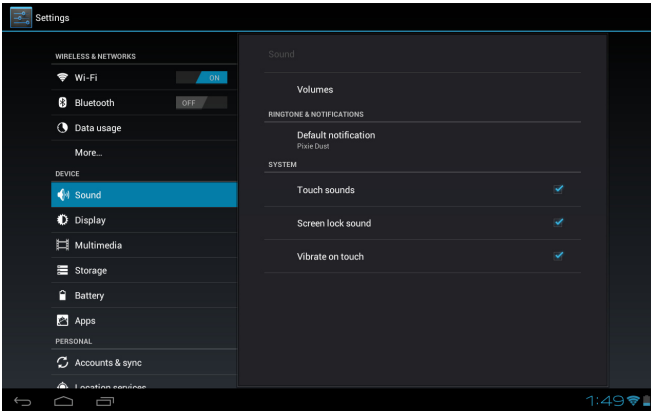 Settings
WIRELESS & NETWORKS
Wi-Fi
ON
Bluetooth
OFF
Data usage
More...
DEVICE
Sound
Display
Multimedia
Storage
Battery
Apps
PERSONAL
Accounts & sync
Location services
Sound
Volumes
RINGTONE & NOTIFICATIONS
Default notification
Pixie Dust
SYSTEM
Touch sounds
Screen lock sound
Vibrate on touch
1:49